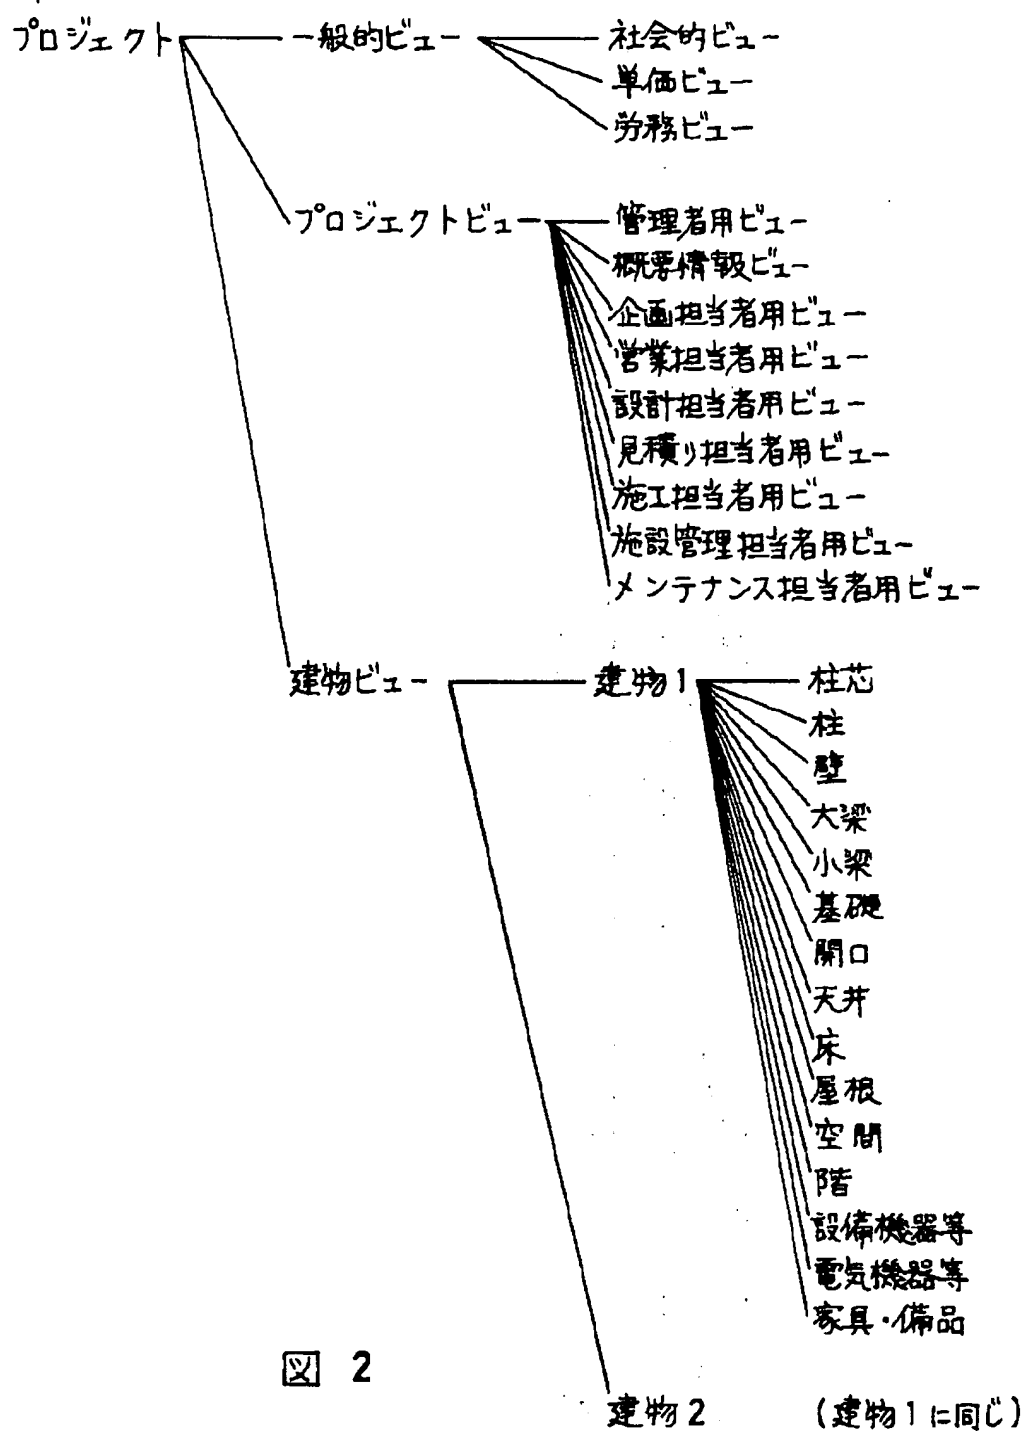 プロジェクト 一般的ビュー 社会的ビュー
単価ビュー
労務ビュー
プロジェクトビュー 管理者用ビュー
概要情報ビュー
企画担当者用ビュー
営業担当者用ビュー
設計担当者用ビュー
見積り担当者用ビュー
施工担当者用ビュー
施設管理担当者用ビュー
メンテナンス担当者用ビュー
建物ビュー 建物1 柱芯
柱
壁
大梁
小梁
基礎
開口
天井
床
屋根
空間
階
設備機器等
電気機器等
家具・備品
図 2
建物2 (建物1に同じ)